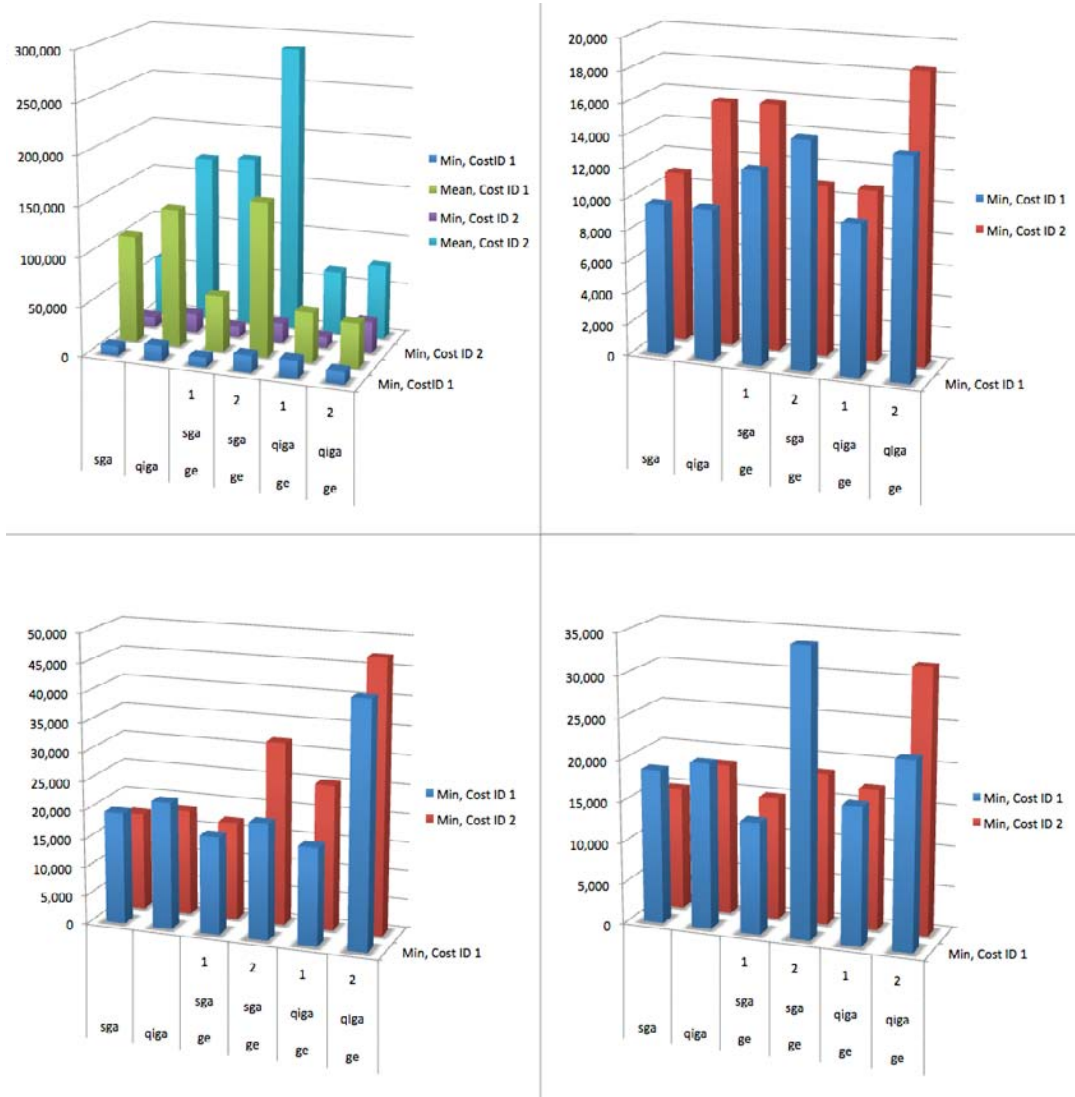 300,000
250,000
200,000
150,000
100,000
50,000
0
Min, CostID 1
Mean, Cost ID 1
Min, Cost ID 2
Mean, Cost ID 2
Min, Cost ID 2
Min, CostID 1
sga
qiga
1
sga
ge
2
sga
ge
1
qiga
ge
2
qiga
ge
20,000
18,000
16,000
14,000
12,000
10,000
8,000
6,000
4,000
2,000
0
Min, Cost ID 1
Min, Cost ID 2
Min, Cost ID 1
sga
qiga
1
sga
ge
2
sga
ge
1
qiga
ge
2
qiga
ge
50,000
45,000
40,000
35,000
30,000
25,000
20,000
15,000
10,000
5,000
0
Min, Cost ID 1
Min, Cost ID 2
Min, Cost ID 1
sga
qiga
1
sga
ge
2
sga
ge
1
qiga
ge
2
qiga
ge
35,000
30,000
25,000
20,000
15,000
10,000
5,000
0
Min, Cost ID 1
Min, Cost ID 2
Min, Cost ID 1
sga
qiga
1
sga
ge
2
sga
ge
1
qiga
ge
2
qiga
ge